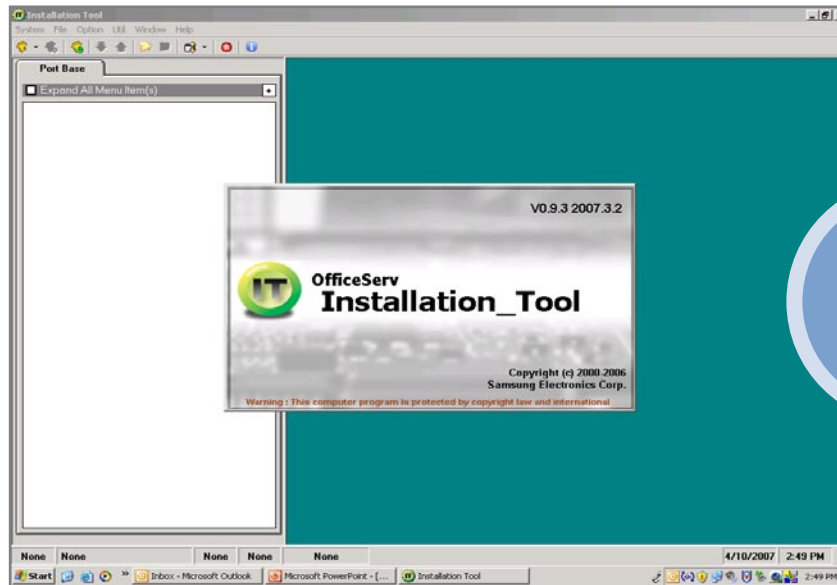 Installation Tool
System File Option Util Window Help
Port Base
Expand All Menu Item(s)
V0.9.3 2007.3.2
IT
OfficeServ
Installation_Tool
Copyright (c) 2000-2006
Samsung Electronics Corp.
Warning : This computer program is protected by copyright law and international
None None None None None 4/10/2007 2:49 PM
Start Inbox - Microsoft Outlook Microsoft PowerPoint - [... Installation Tool 2:49 PM